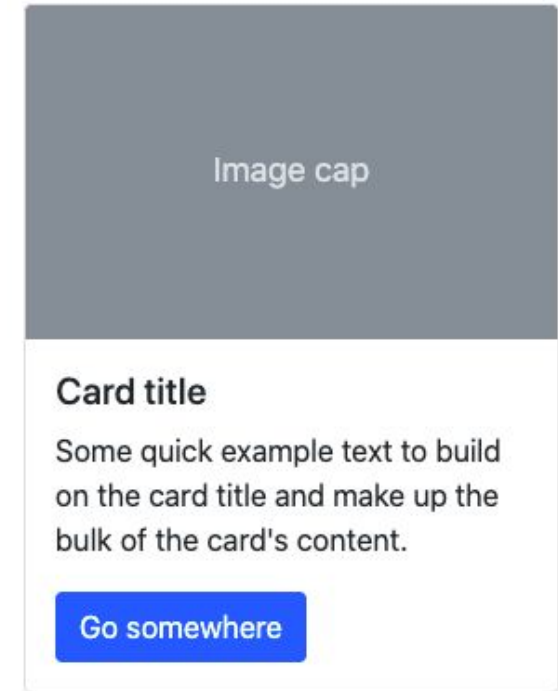 Image cap
Card title
Some quick example text to build
on the card title and make up the
bulk of the card's content.
Go somewhere